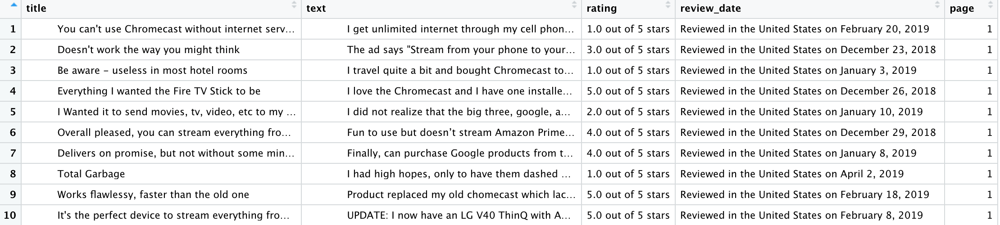 title text rating review_date page
1 You can't use Chromecast without internet serv... I get unlimited internet through my cell phon... 1.0 out of 5 stars Reviewed in the United States on February 20, 2019 1
2 Doesn't work the way you might think The ad says "Stream from your phone to your... 3.0 out of 5 stars Reviewed in the United States on December 23, 2018 1
3 Be aware – useless in most hotel rooms I travel quite a bit and bought Chromecast to... 1.0 out of 5 stars Reviewed in the United States on January 3, 2019 1
4 Everything I wanted the Fire TV Stick to be I love the Chromecast and I have one installe... 5.0 out of 5 stars Reviewed in the United States on December 26, 2018 1
5 I Wanted it to send movies, tv, video, etc to my ... I did not realize that the big three, google, a... 2.0 out of 5 stars Reviewed in the United States on January 10, 2019 1
6 Overall pleased, you can stream everything fro... Fun to use but doesn’t stream Amazon Prime... 4.0 out of 5 stars Reviewed in the United States on December 29, 2018 1
7 Delivers on promise, but not without some min... Finally, can purchase Google products from t... 4.0 out of 5 stars Reviewed in the United States on January 8, 2019 1
8 Total Garbage I had high hopes, only to have them dashed ... 1.0 out of 5 stars Reviewed in the United States on April 2, 2019 1
9 Works flawlessy, faster than the old one Product replaced my old chomecast which lac... 5.0 out of 5 stars Reviewed in the United States on February 18, 2019 1
10 It's the perfect device to stream everything fro... UPDATE: I now have an LG V40 ThinQ with A... 5.0 out of 5 stars Reviewed in the United States on February 8, 2019 1